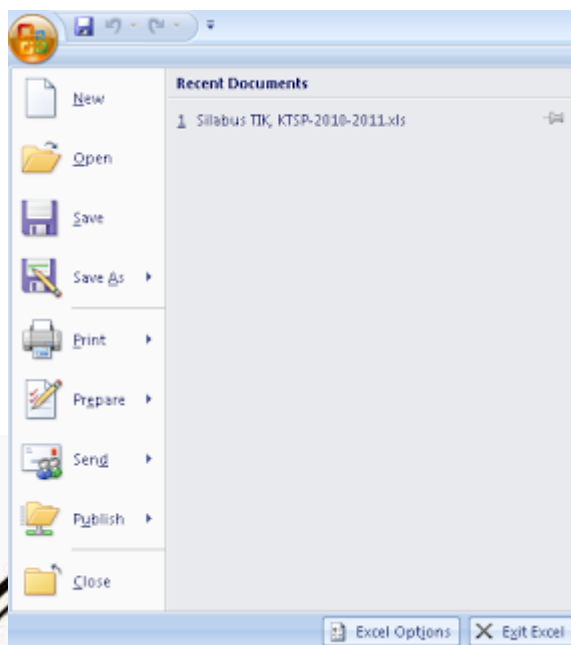 New
Open
Save
Save As
Print
Prepare
Send
Publish
Close
Recent Documents
1 Silabus TIK, KTSP-2010-2011.xls
Excel Options
Exit Excel